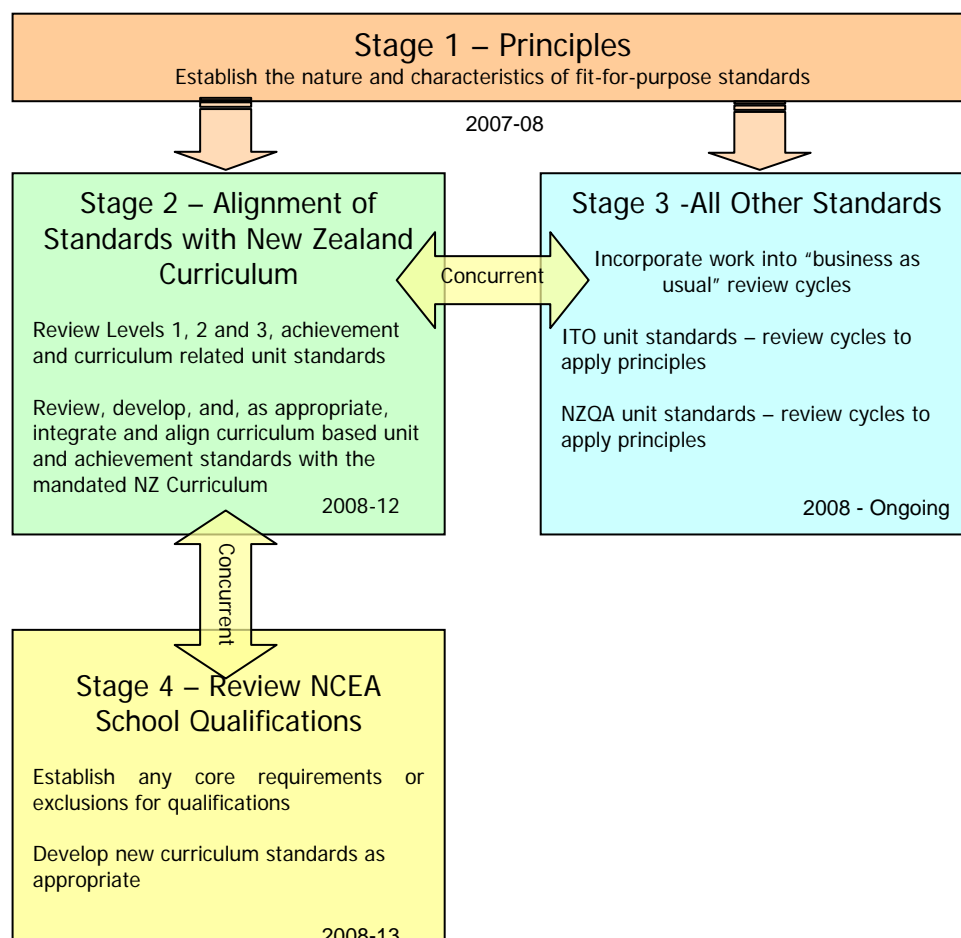 Stage 1 – Principles
Establish the nature and characteristics of fit-for-purpose standards
2007-08
Stage 2 – Alignment of
Standards with New Zealand
Curriculum
Review Levels 1, 2 and 3, achievement
and curriculum related unit standards
Review, develop, and, as appropriate,
integrate and align curriculum based unit
and achievement standards with the
mandated NZ Curriculum
2008-12
Concurrent
Stage 3 -All Other Standards
Incorporate work into “business as
usual” review cycles
ITO unit standards – review cycles to
apply principles
NZQA unit standards – review cycles to
apply principles
2008 - Ongoing
Concurrent
Stage 4 – Review NCEA
School Qualifications
Establish any core requirements or
exclusions for qualifications
Develop new curriculum standards as
appropriate
2008-13